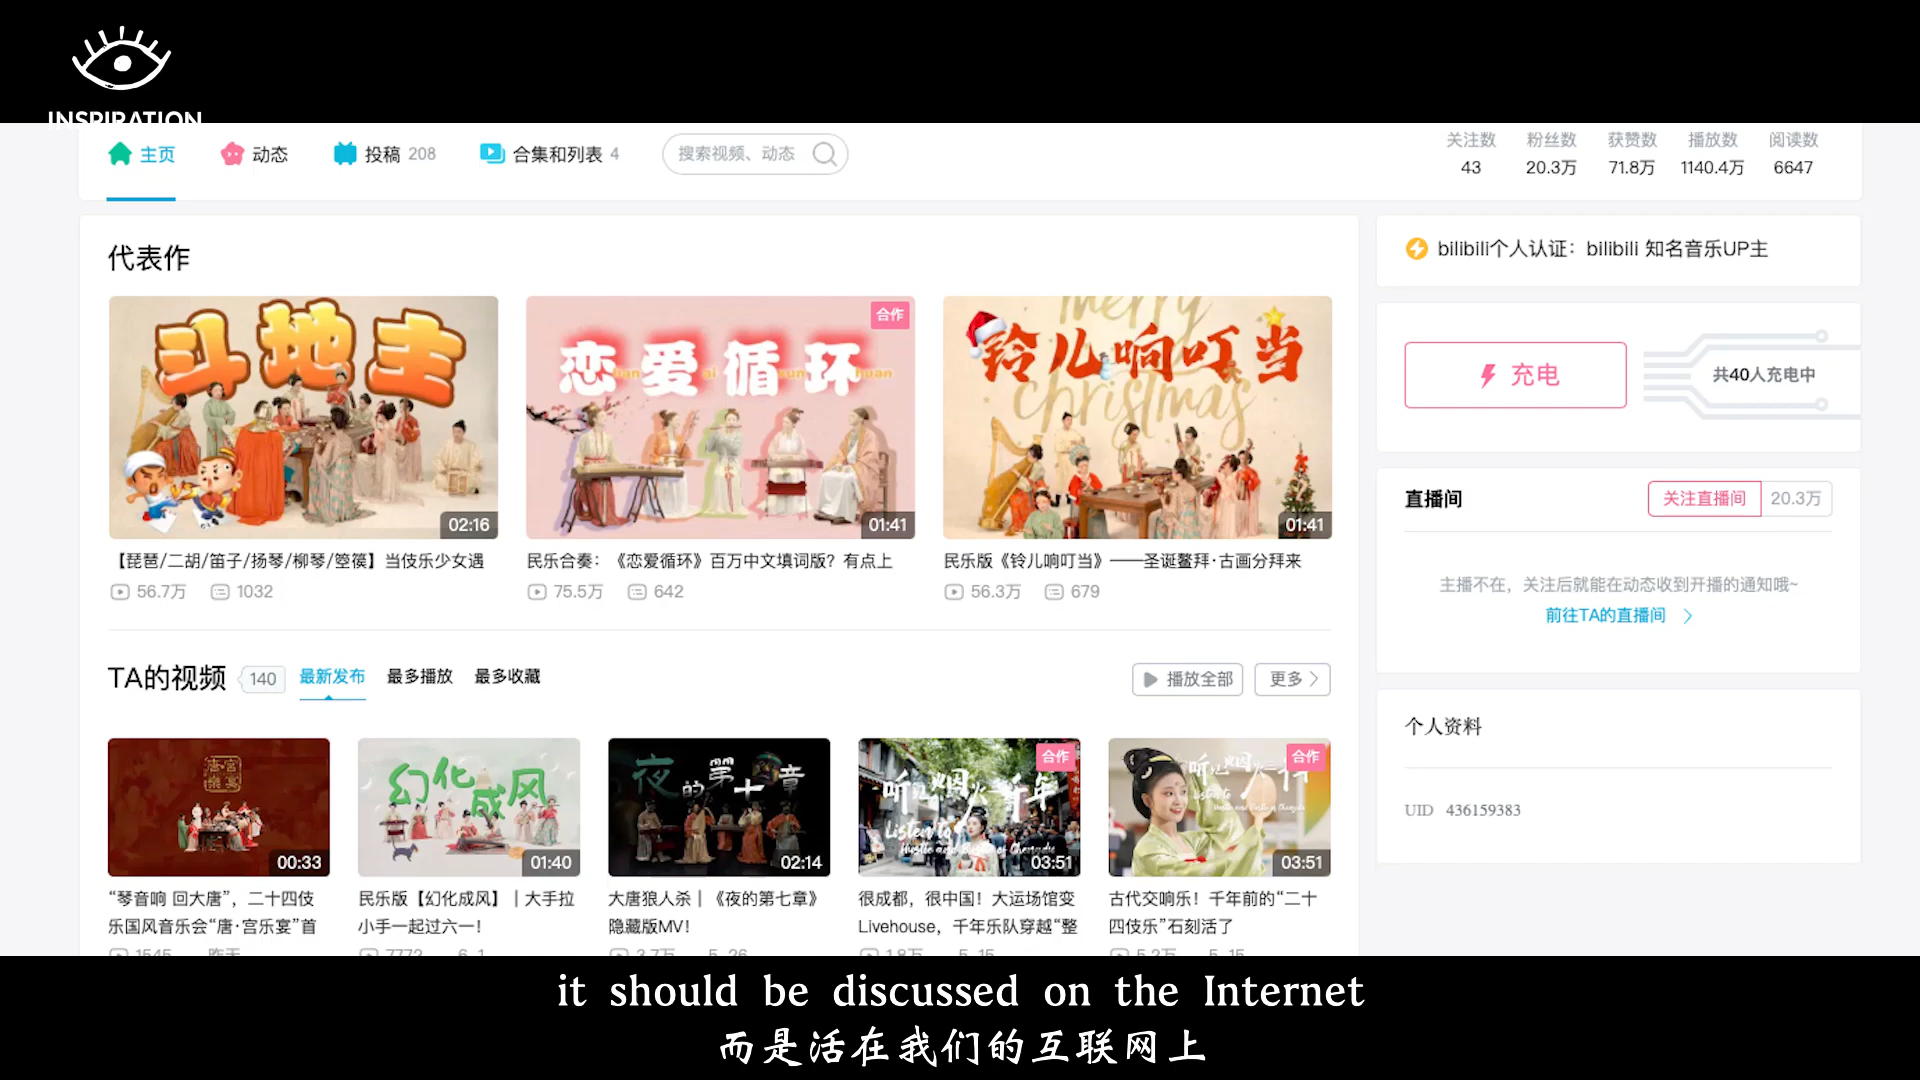 INSPIRATION
主页
动态
投稿 208
合集和列表 4
搜索视频、动态
关注数 粉丝数 获赞数 播放数 阅读数
43 20.3万 71.8万 1140.4万 6647
代表作
斗地主
02:16
合作
恋爱循环
01:41
merry
铃儿响叮当
christmas
01:41
【琵琶/二胡/笛子/扬琴/柳琴/箜篌】当伎乐少女遇
56.7万 1032
民乐合奏：《恋爱循环》百万中文填词版？有点上
75.5万 642
民乐版《铃儿响叮当》——圣诞鳌拜·古画分拜来
56.3万 679
bilibili个人认证：bilibili 知名音乐UP主
充电
共40人充电中
直播间
关注直播间 20.3万
主播不在，关注后就能在动态收到开播的通知哦~
前往TA的直播间
个人资料
UID 436159383
TA的视频 140 最新发布 最多播放 最多收藏
播放全部 更多
00:33
幻化成风
01:40
夜的第七章
02:14
合作
听见烟火千年
Listen to
Hustle and Bustle of Chengdu
03:51
合作
03:51
“琴音响 回大唐”，二十四伎
乐国风音乐会“唐·宫乐宴”首
民乐版【幻化成风】｜大手拉
小手一起过六一！
大唐狼人杀｜《夜的第七章》
隐藏版MV！
很成都，很中国！大运场馆变
Livehouse，千年乐队穿越“整
古代交响乐！千年前的“二十
四伎乐”石刻活了
it should be discussed on the Internet
而是活在我们的互联网上